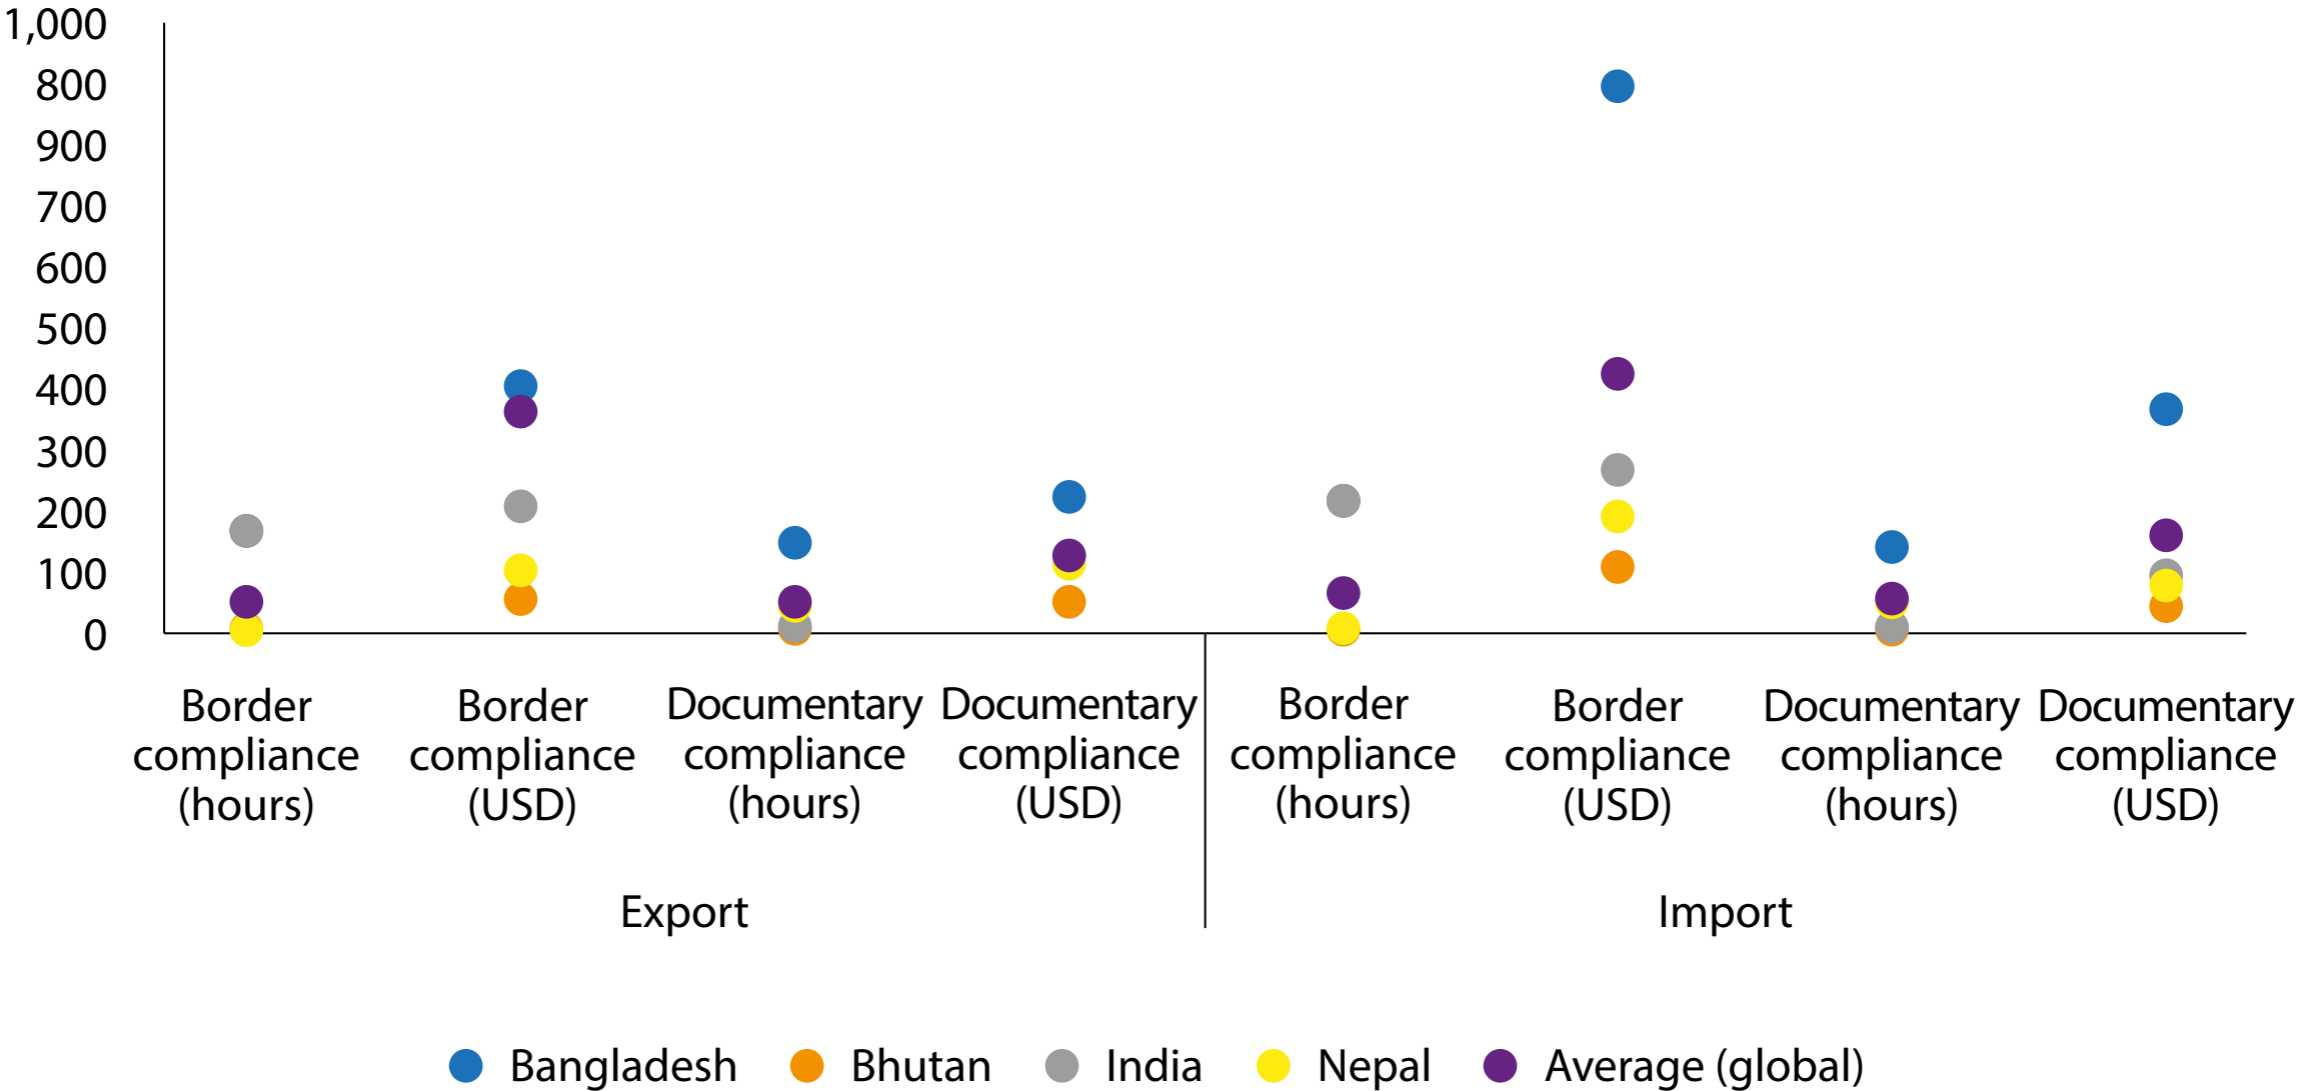 1,000
800
900
700
600
500
400
300
200
100
0
Border compliance (hours)
Border compliance (USD)
Documentary compliance (hours)
Documentary compliance (USD)
Border compliance (hours)
Border compliance (USD)
Documentary compliance (hours)
Documentary compliance (USD)
Export
Import
Bangladesh
Bhutan
India
Nepal
Average (global)